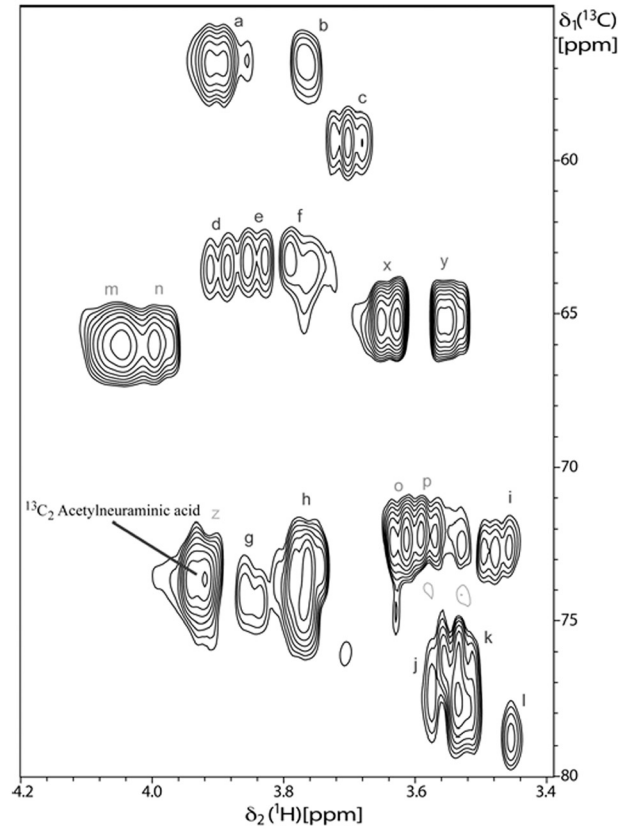 δ₁(¹³C)
[ppm]
a
b
c
60
d
e
f
m
n
x
y
65
70
¹³C₂ Acetylneuraminic acid
z
g
h
o
p
i
75
j
k
l
80
4.2
4.0
3.8
3.6
3.4
δ₂(¹H)[ppm]